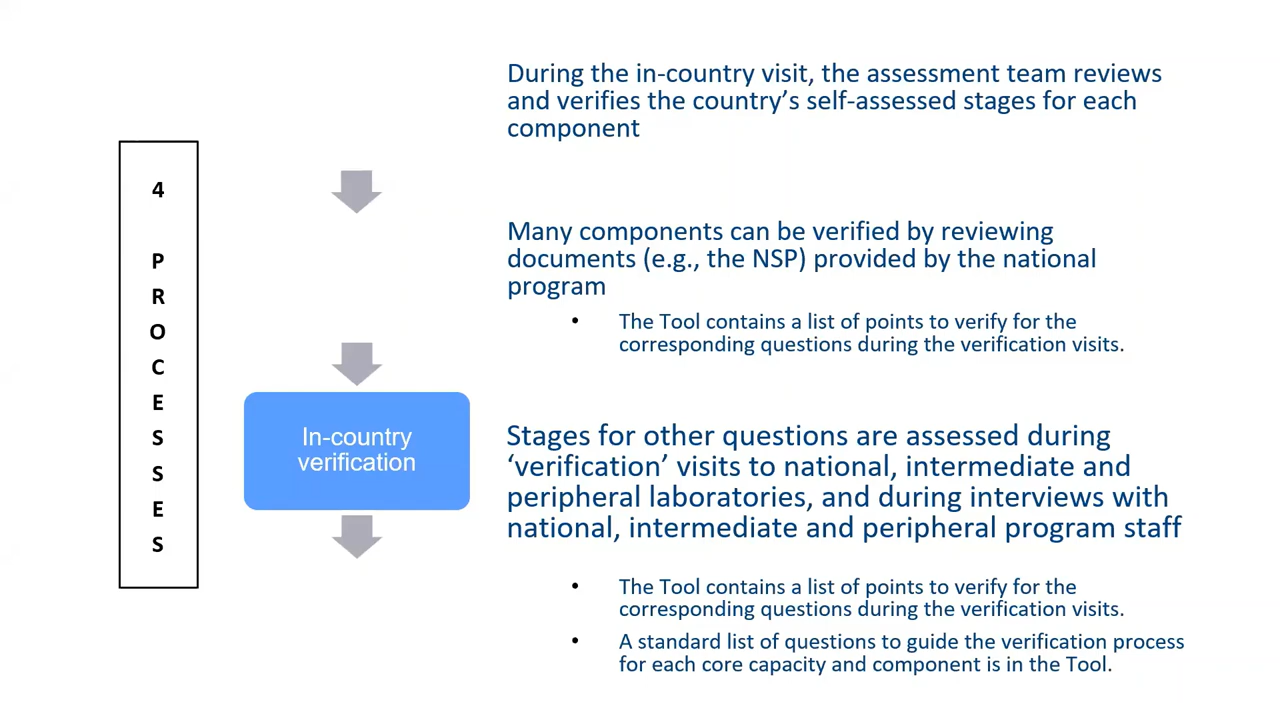 4
P
R
O
C
E
S
S
E
S
In-country
verification
During the in-country visit, the assessment team reviews
and verifies the country’s self-assessed stages for each
component
Many components can be verified by reviewing
documents (e.g., the NSP) provided by the national
program
• The Tool contains a list of points to verify for the
corresponding questions during the verification visits.
Stages for other questions are assessed during
‘verification’ visits to national, intermediate and
peripheral laboratories, and during interviews with
national, intermediate and peripheral program staff
• The Tool contains a list of points to verify for the
corresponding questions during the verification visits.
• A standard list of questions to guide the verification process
for each core capacity and component is in the Tool.